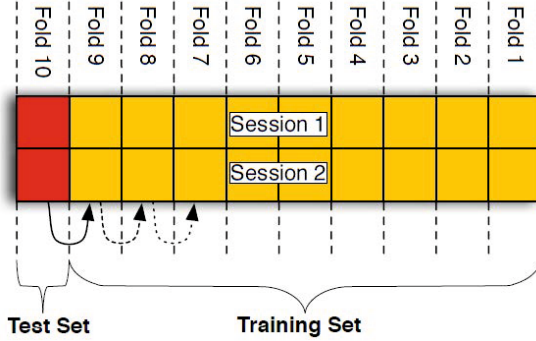 Fold 10
Fold 9
Fold 8
Fold 7
Fold 6
Fold 5
Fold 4
Fold 3
Fold 2
Fold 1
Session 1
Session 2
Test Set
Training Set